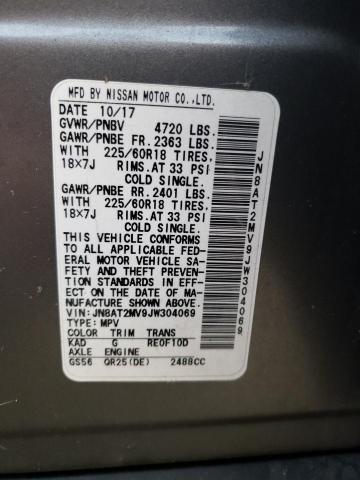 MFD BY NISSAN MOTOR CO.,LTD.
DATE 10/17
GVWR/PNBV 4720 LBS.
GAWR/PNBE FR. 2363 LBS.
WITH 225/60R18 TIRES,
18×7J RIMS.AT 33 PSI
COLD SINGLE.
GAWR/PNBE RR. 2401 LBS.
WITH 225/60R18 TIRES,
18×7J RIMS.AT 33 PSI
COLD SINGLE.
THIS VEHICLE CONFORMS
TO ALL APPLICABLE FED-
ERAL MOTOR VEHICLE SA-
FETY AND THEFT PREVEN-
TION STANDARDS IN EFF-
ECT ON THE DATE OF MA-
NUFACTURE SHOWN ABOVE.
VIN: JN8AT2MV9JW304069
TYPE: MPV
COLOR TRIM TRANS
KAD G RE0F10D
AXLE ENGINE
GS56 QR25(DE) 2488CC
JN8AT2MV9JW304069